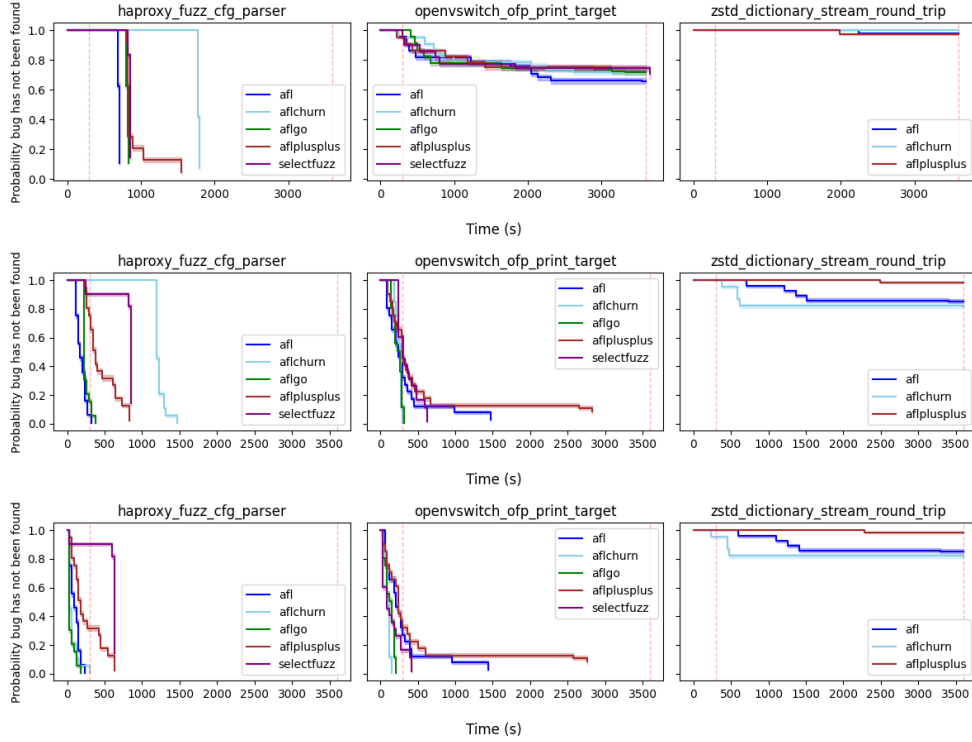 haproxy_fuzz_cfg_parser
openvswitch_ofp_print_target
zstd_dictionary_stream_round_trip
Probability bug has not been found
1.0
0.8
0.6
0.4
0.2
0.0
afl
aflchurn
aflgo
aflplusplus
selectfuzz
0 1000 2000 3000
afl
aflchurn
aflgo
aflplusplus
selectfuzz
0 1000 2000 3000
afl
aflchurn
aflplusplus
0 1000 2000 3000
Time (s)
haproxy_fuzz_cfg_parser
openvswitch_ofp_print_target
zstd_dictionary_stream_round_trip
Probability bug has not been found
1.0
0.8
0.6
0.4
0.2
0.0
afl
aflchurn
aflgo
aflplusplus
selectfuzz
0 500 1000 1500 2000 2500 3000 3500
afl
aflchurn
aflgo
aflplusplus
selectfuzz
0 500 1000 1500 2000 2500 3000 3500
afl
aflchurn
aflplusplus
0 500 1000 1500 2000 2500 3000 3500
Time (s)
haproxy_fuzz_cfg_parser
openvswitch_ofp_print_target
zstd_dictionary_stream_round_trip
Probability bug has not been found
1.0
0.8
0.6
0.4
0.2
0.0
afl
aflchurn
aflgo
aflplusplus
selectfuzz
0 500 1000 1500 2000 2500 3000 3500
afl
aflchurn
aflgo
aflplusplus
selectfuzz
0 500 1000 1500 2000 2500 3000 3500
afl
aflchurn
aflplusplus
0 500 1000 1500 2000 2500 3000 3500
Time (s)